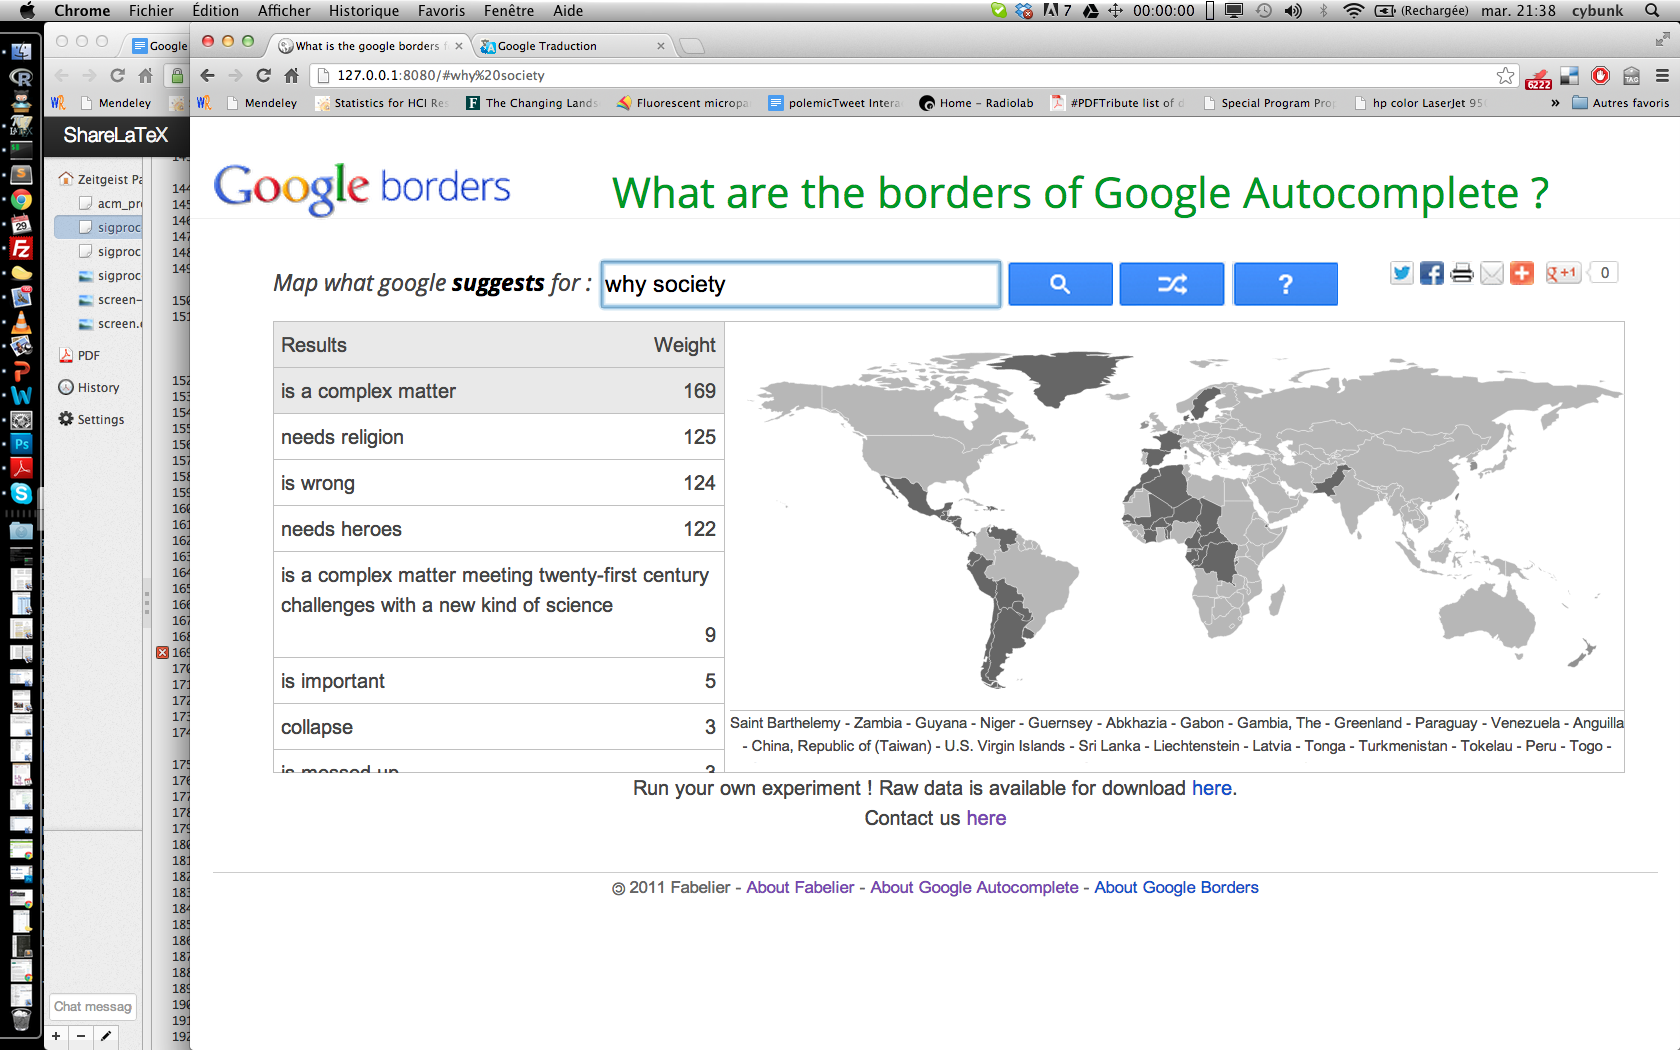 Chrome Fichier Édition Afficher Historique Favoris Fenêtre Aide 7 00:00:00 (Rechargée) mar. 21:38 cybunk
Google
What is the google borders
Google Traduction
127.0.0.1:8080/#why%20society
6222
TAG
Mendeley
Mendeley
Statistics for HCI Res
The Changing Lands
Fluorescent micropa
polemicTweet Intera
Home – Radiolab
#PDFTribute list of d
Special Program Pro
hp color LaserJet 95
» Autres favoris
ShareLaTeX
Zeitgeist Pa
acm_pr
sigproc
sigproc
sigproc
screen-
screen.
PDF
History
Settings
Chat messag
Google borders
What are the borders of Google Autocomplete ?
Map what google suggests for :
why society
?
g +1
0
Results Weight
is a complex matter 169
needs religion 125
is wrong 124
needs heroes 122
is a complex matter meeting twenty-first century
challenges with a new kind of science
9
is important 5
collapse 3
is messed up 3
Saint Barthelemy - Zambia - Guyana - Niger - Guernsey - Abkhazia - Gabon - Gambia, The - Greenland - Paraguay - Venezuela - Anguilla
- China, Republic of (Taiwan) - U.S. Virgin Islands - Sri Lanka - Liechtenstein - Latvia - Tonga - Turkmenistan - Tokelau - Peru - Togo -
Run your own experiment ! Raw data is available for download here.
Contact us here
@ 2011 Fabelier - About Fabelier - About Google Autocomplete - About Google Borders